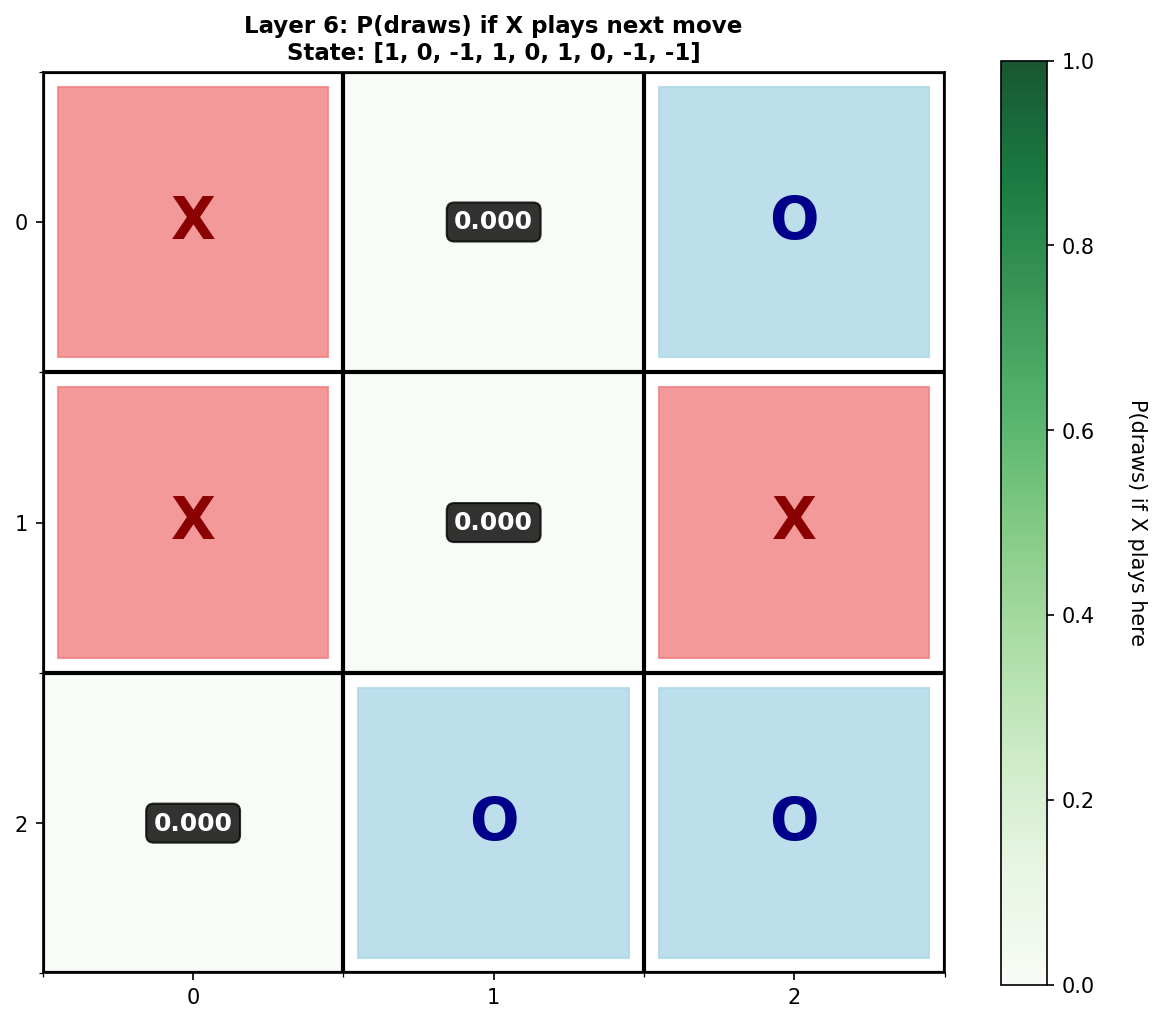 Layer 6: P(draws) if X plays next move
State: [1, 0, -1, 1, 0, 1, 0, -1, -1]
0
X
0.000
O
1
X
0.000
X
2
0.000
O
O
0
1
2
1.0
0.8
0.6
0.4
0.2
0.0
P(draws) if X plays here